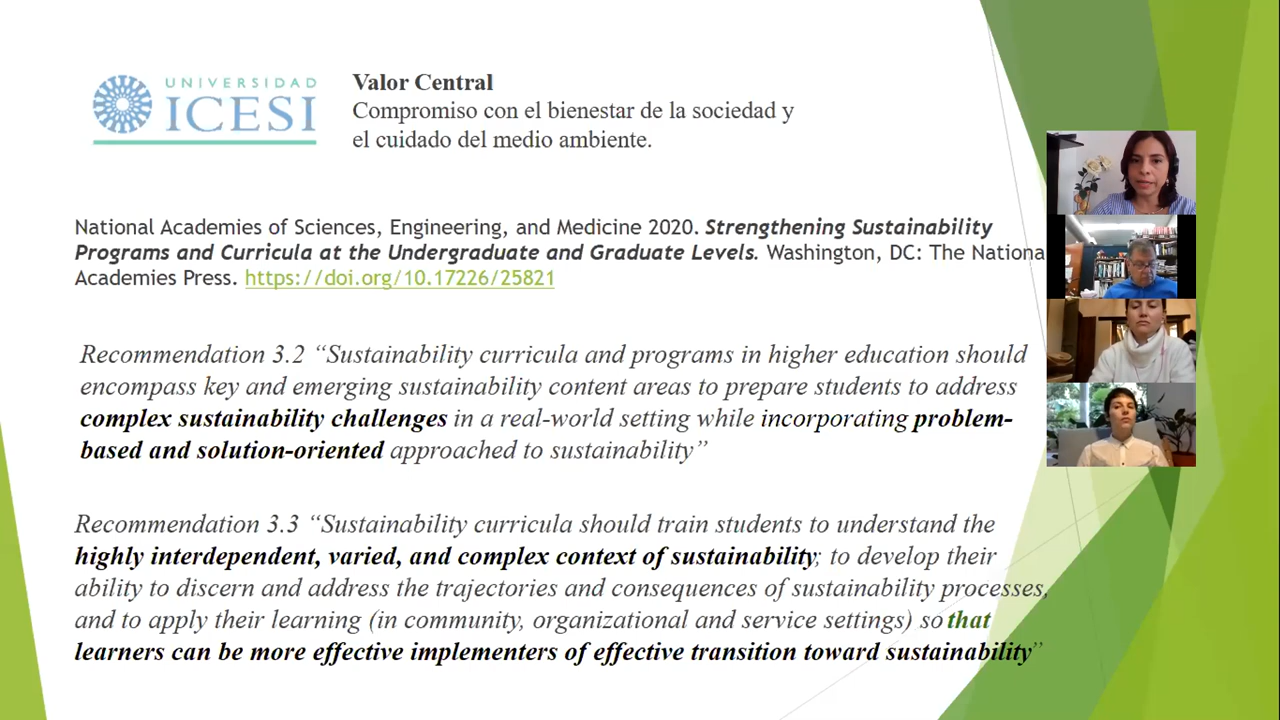 UNIVERSIDAD
ICESI
Valor Central
Compromiso con el bienestar de la sociedad y
el cuidado del medio ambiente.
National Academies of Sciences, Engineering, and Medicine 2020. Strengthening Sustainability
Programs and Curricula at the Undergraduate and Graduate Levels. Washington, DC: The Nationa
Academies Press. https://doi.org/10.17226/25821
Recommendation 3.2 “Sustainability curricula and programs in higher education should
encompass key and emerging sustainability content areas to prepare students to address
complex sustainability challenges in a real-world setting while incorporating problem-
based and solution-oriented approached to sustainability”
Recommendation 3.3 “Sustainability curricula should train students to understand the
highly interdependent, varied, and complex context of sustainability; to develop their
ability to discern and address the trajectories and consequences of sustainability processes,
and to apply their learning (in community, organizational and service settings) so that
learners can be more effective implementers of effective transition toward sustainability”